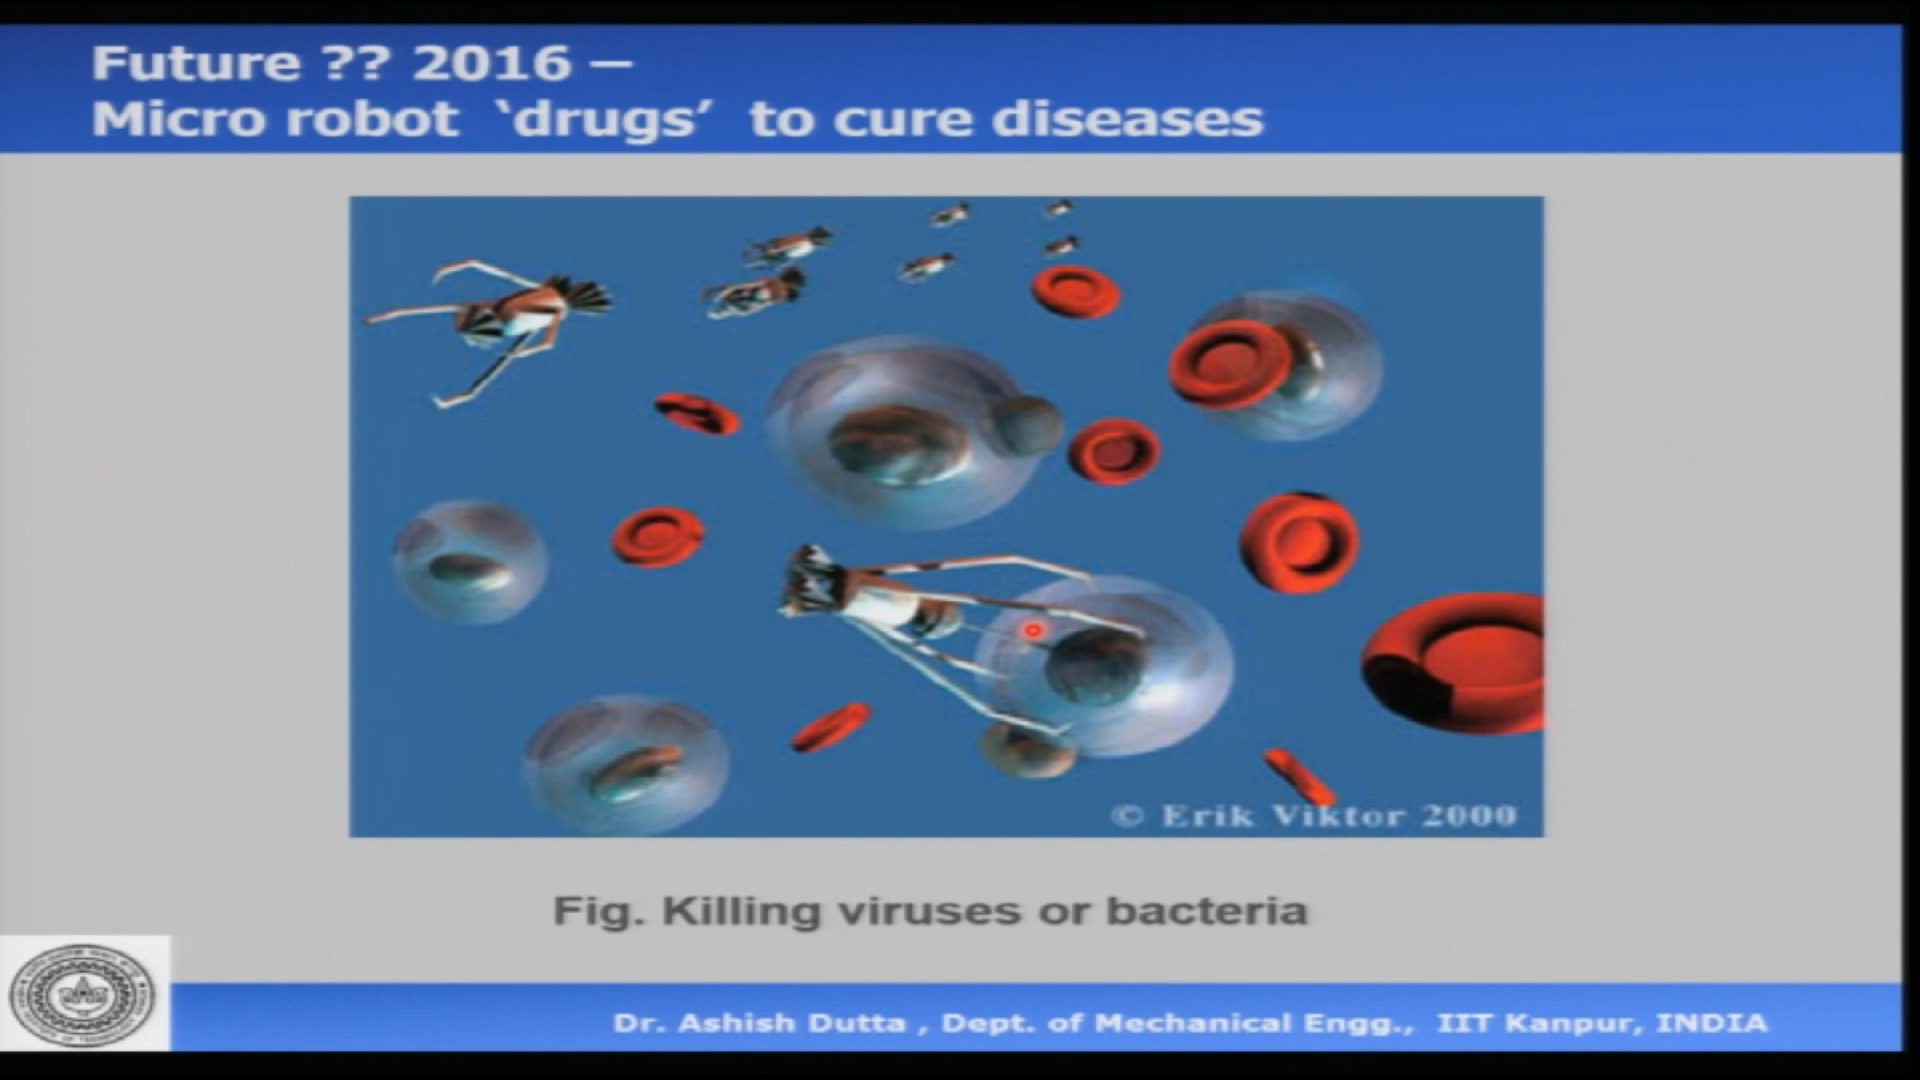 Future ?? 2016 –
Micro robot ‘drugs’ to cure diseases
© Erik Viktor 2000
Fig. Killing viruses or bacteria
Dr. Ashish Dutta , Dept. of Mechanical Engg., IIT Kanpur, INDIA